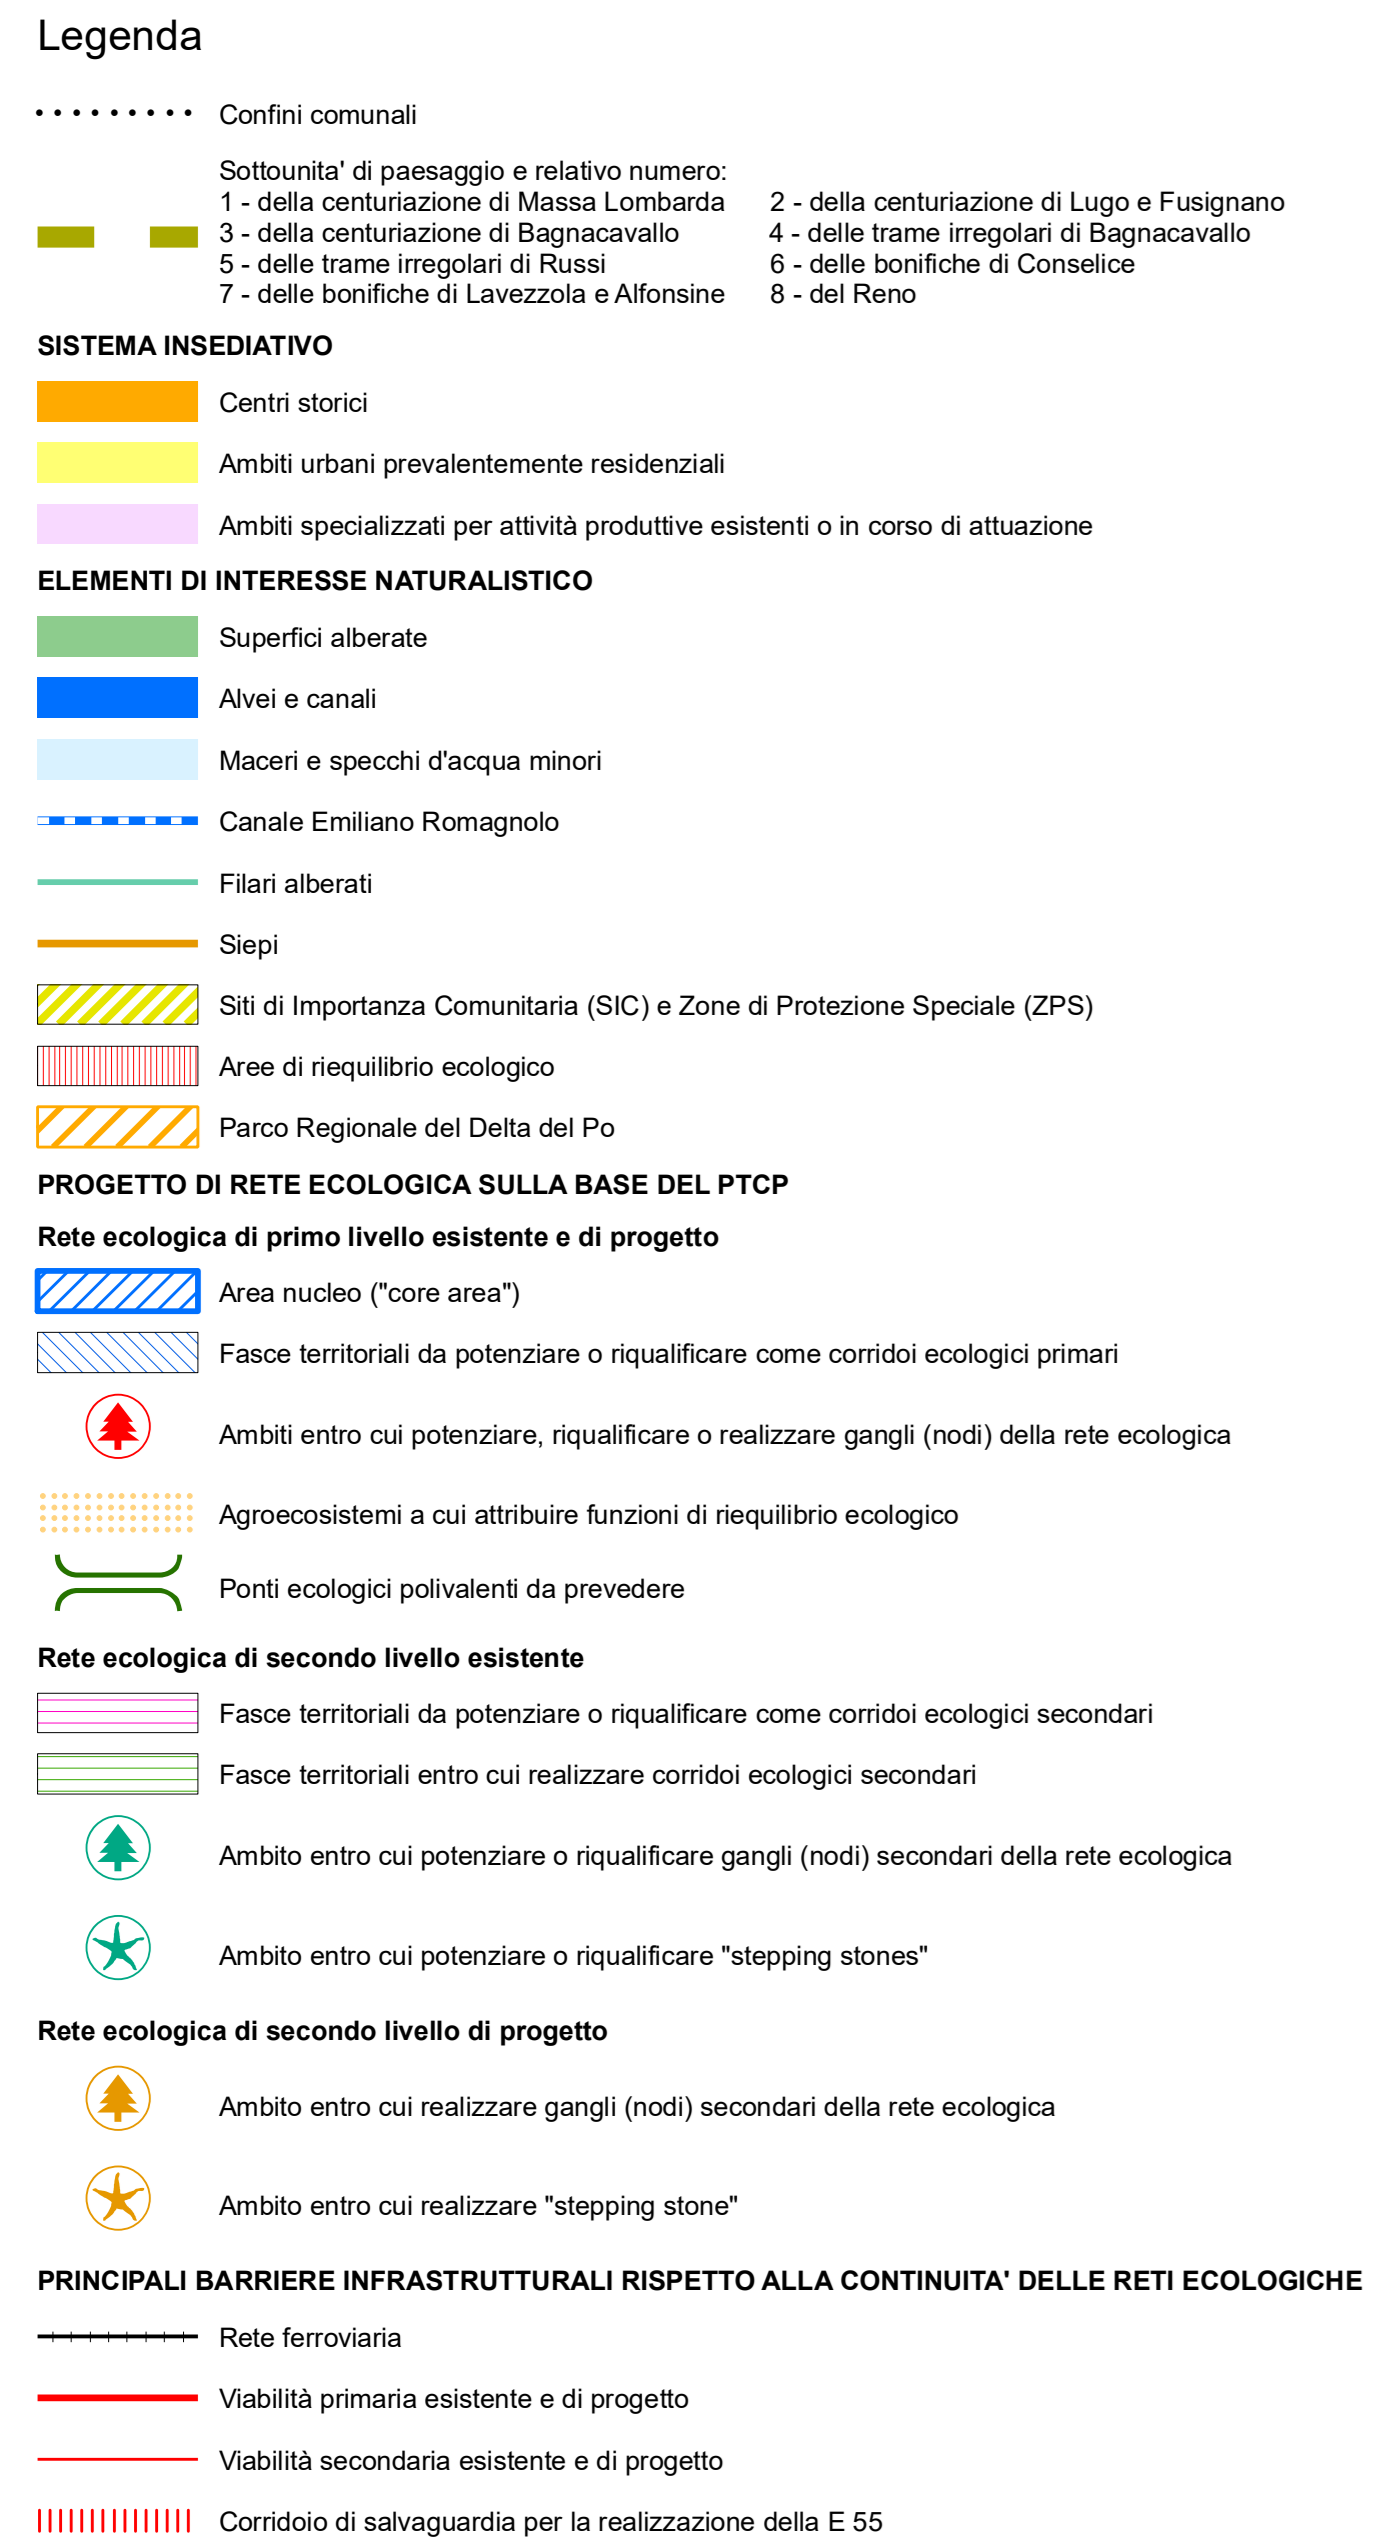 Legenda
Confini comunali
Sottounita' di paesaggio e relativo numero:
1 - della centuriazione di Massa Lombarda 2 - della centuriazione di Lugo e Fusignano
3 - della centuriazione di Bagnacavallo 4 - delle trame irregolari di Bagnacavallo
5 - delle trame irregolari di Russi 6 - delle bonifiche di Conselice
7 - delle bonifiche di Lavezzola e Alfonsine 8 - del Reno
SISTEMA INSEDIATIVO
Centri storici
Ambiti urbani prevalentemente residenziali
Ambiti specializzati per attività produttive esistenti o in corso di attuazione
ELEMENTI DI INTERESSE NATURALISTICO
Superfici alberate
Alvei e canali
Maceri e specchi d'acqua minori
Canale Emiliano Romagnolo
Filari alberati
Siepi
Siti di Importanza Comunitaria (SIC) e Zone di Protezione Speciale (ZPS)
Aree di riequilibrio ecologico
Parco Regionale del Delta del Po
PROGETTO DI RETE ECOLOGICA SULLA BASE DEL PTCP
Rete ecologica di primo livello esistente e di progetto
Area nucleo ("core area")
Fasce territoriali da potenziare o riqualificare come corridoi ecologici primari
Ambiti entro cui potenziare, riqualificare o realizzare gangli (nodi) della rete ecologica
Agroecosistemi a cui attribuire funzioni di riequilibrio ecologico
Ponti ecologici polivalenti da prevedere
Rete ecologica di secondo livello esistente
Fasce territoriali da potenziare o riqualificare come corridoi ecologici secondari
Fasce territoriali entro cui realizzare corridoi ecologici secondari
Ambito entro cui potenziare o riqualificare gangli (nodi) secondari della rete ecologica
Ambito entro cui potenziare o riqualificare "stepping stones"
Rete ecologica di secondo livello di progetto
Ambito entro cui realizzare gangli (nodi) secondari della rete ecologica
Ambito entro cui realizzare "stepping stone"
PRINCIPALI BARRIERE INFRASTRUTTURALI RISPETTO ALLA CONTINUITA' DELLE RETI ECOLOGICHE
Rete ferroviaria
Viabilità primaria esistente e di progetto
Viabilità secondaria esistente e di progetto
Corridoio di salvaguardia per la realizzazione della E 55